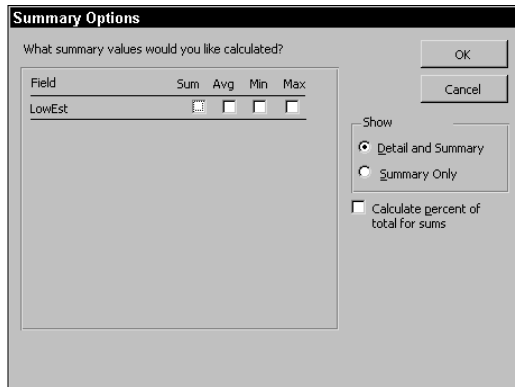 Summary Options
What summary values would you like calculated?
OK
Cancel
Field Sum Avg Min Max
LowEst
Show
Detail and Summary
Summary Only
Calculate percent of
total for sums